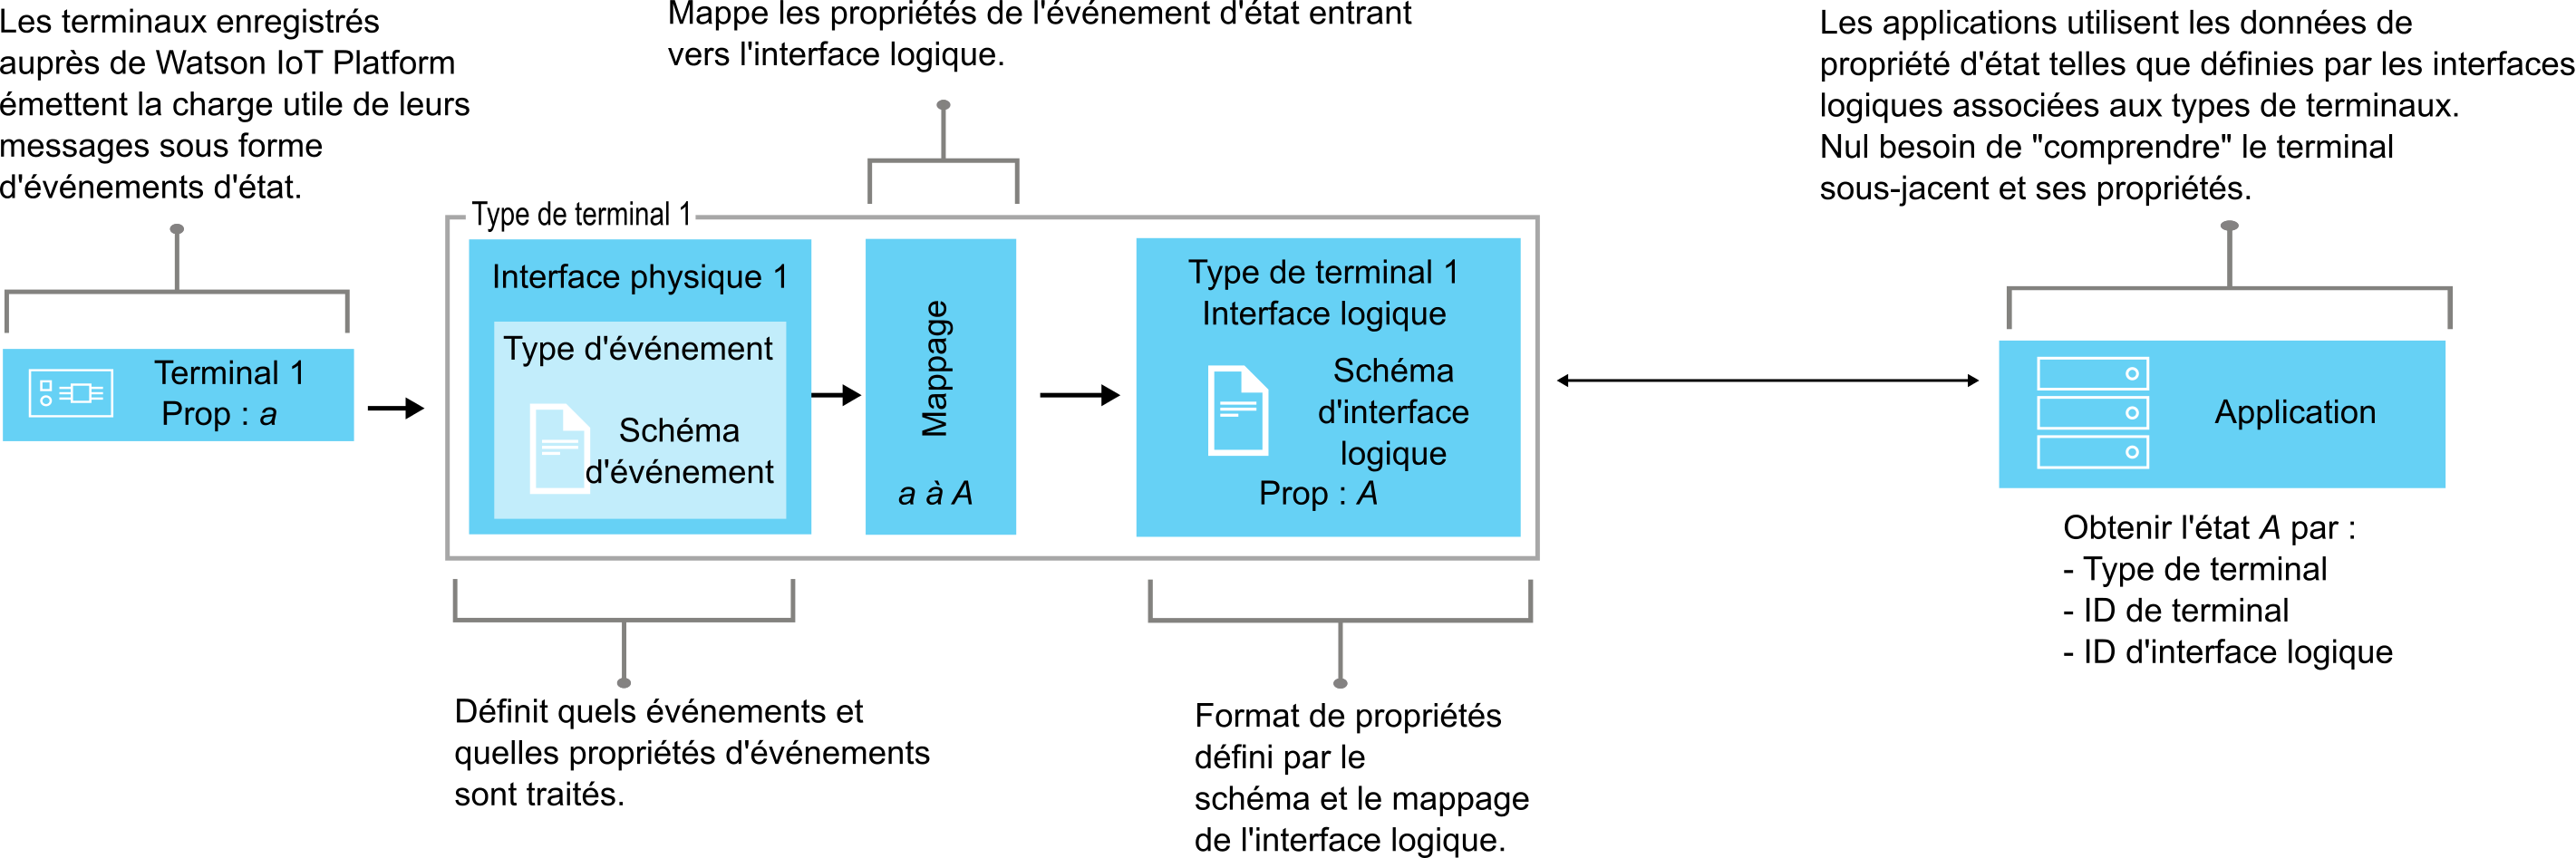 Les terminaux enregistrés
auprès de Watson IoT Platform
émettent la charge utile de leurs
messages sous forme
d'événements d'état.
Mappe les propriétés de l'événement d'état entrant
vers l'interface logique.
Les applications utilisent les données de
propriété d'état telles que définies par les interfaces
logiques associées aux types de terminaux.
Nul besoin de "comprendre" le terminal
sous-jacent et ses propriétés.
Type de terminal 1
Terminal 1
Prop : a
Interface physique 1
Type d'événement
Schéma
d'événement
Mappage
a à A
Type de terminal 1
Interface logique
Schéma
d'interface
logique
Prop : A
Application
Obtenir l'état A par :
- Type de terminal
- ID de terminal
- ID d'interface logique
Définit quels événements et
quelles propriétés d'événements
sont traités.
Format de propriétés
défini par le
schéma et le mappage
de l'interface logique.